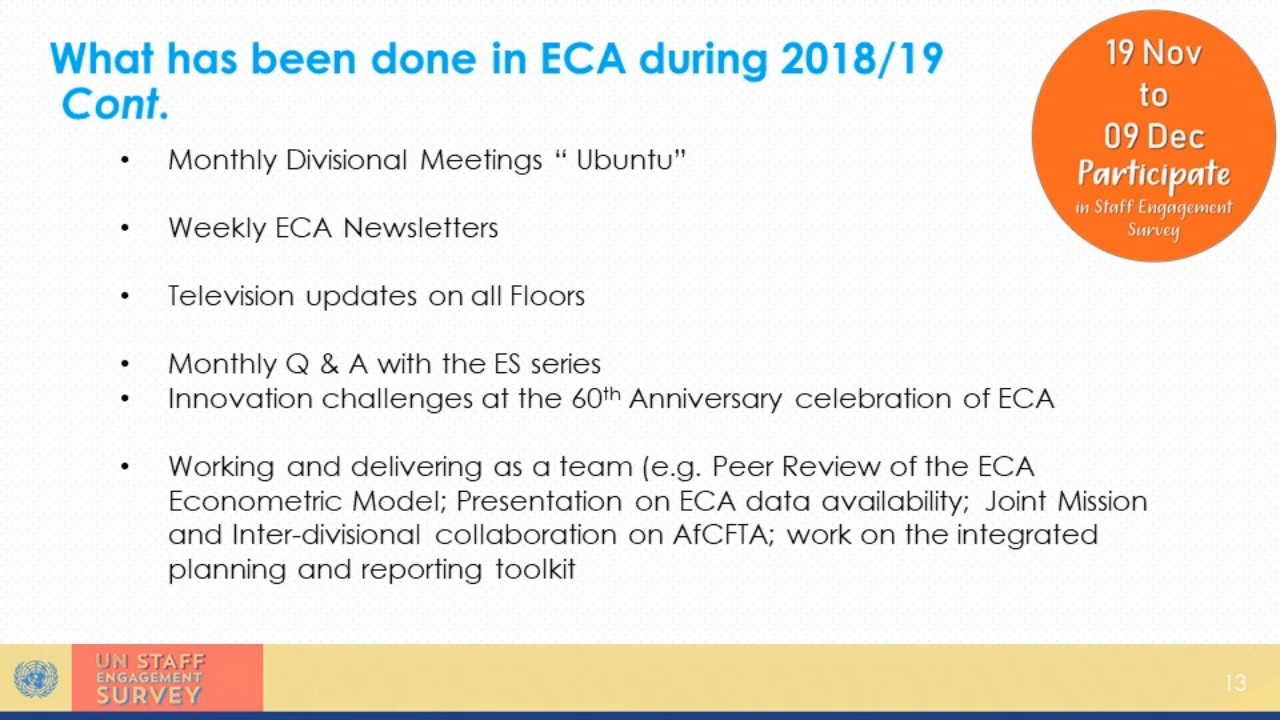 What has been done in ECA during 2018/19
Cont.
19 Nov
to
09 Dec
Participate
in Staff Engagement
Survey
• Monthly Divisional Meetings “ Ubuntu”
• Weekly ECA Newsletters
• Television updates on all Floors
• Monthly Q & A with the ES series
• Innovation challenges at the 60th Anniversary celebration of ECA
• Working and delivering as a team (e.g. Peer Review of the ECA
Econometric Model; Presentation on ECA data availability; Joint Mission
and Inter-divisional collaboration on AfCFTA; work on the integrated
planning and reporting toolkit
UN STAFF
ENGAGEMENT
SURVEY
13